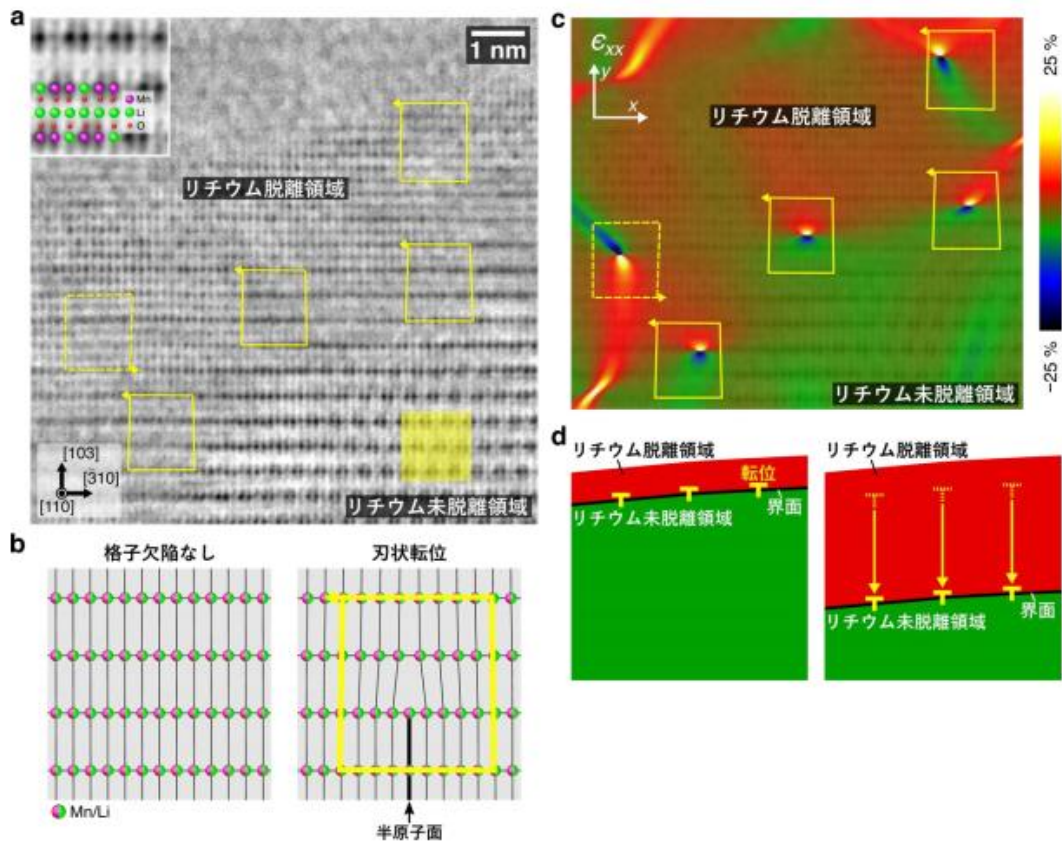 a
1 nm
Mn
Li
O
リチウム脱離領域
[103]
[3̄10]
[110]
リチウム未脱離領域
b
格子欠陥なし
刃状転位
Mn/Li
半原子面
c
Єxx
y
x
リチウム脱離領域
リチウム未脱離領域
25 %
−25 %
d
リチウム脱離領域
転位
界面
リチウム未脱離領域
リチウム脱離領域
界面
リチウム未脱離領域